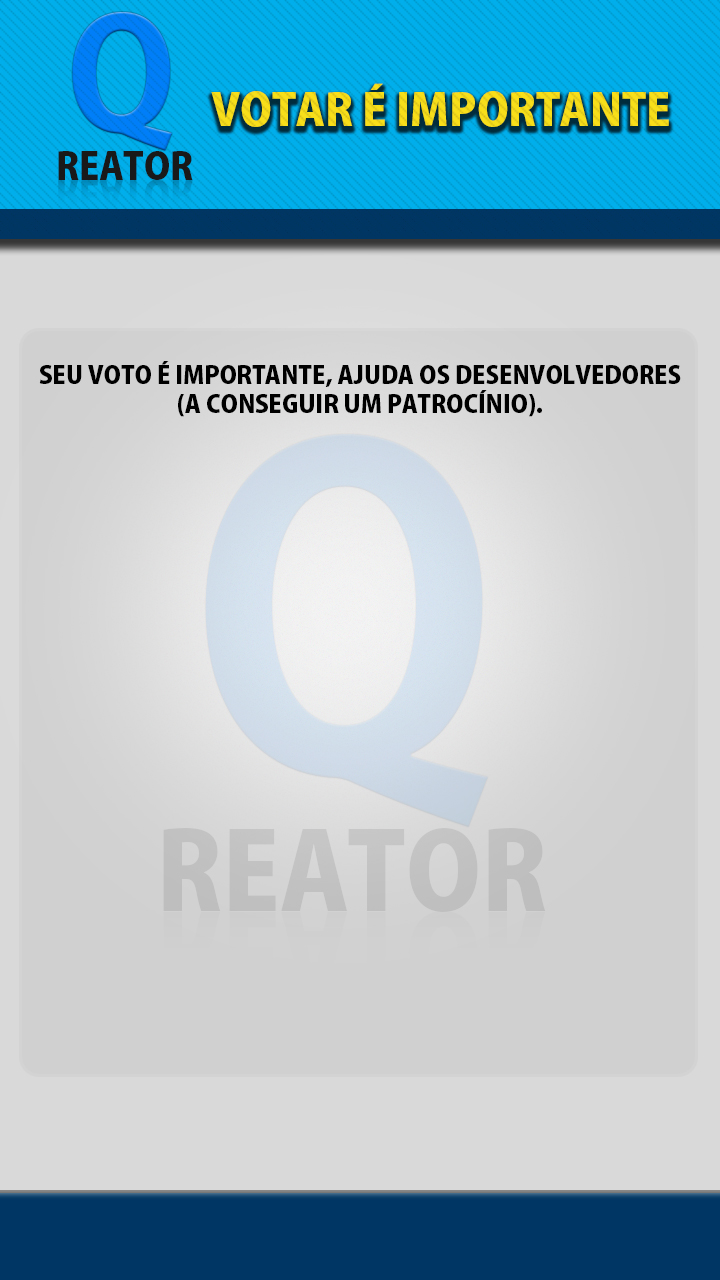 Q
REATOR
VOTAR É IMPORTANTE
SEU VOTO É IMPORTANTE, AJUDA OS DESENVOLVEDORES
(A CONSEGUIR UM PATROCÍNIO).
Q
REATOR